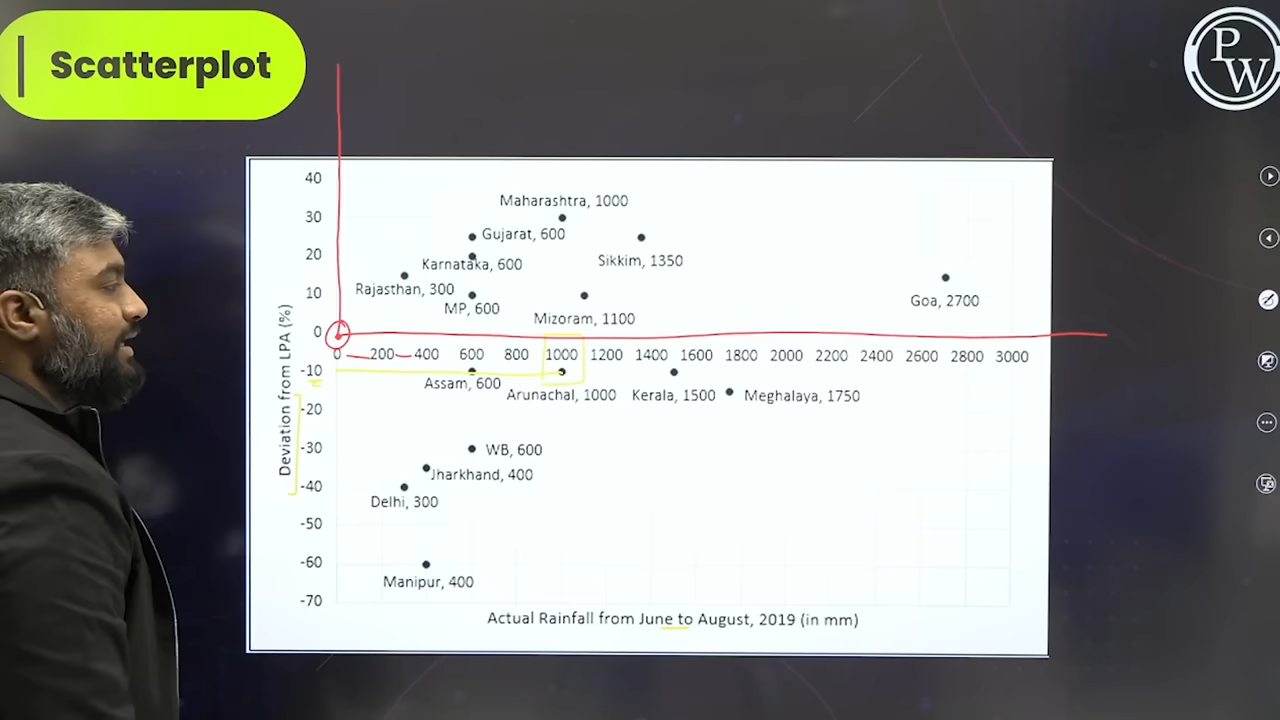 Scatterplot
PW
40
Maharashtra, 1000
30
Gujarat, 600
20
Karnataka, 600
Sikkim, 1350
Rajasthan, 300
10
MP, 600
Mizoram, 1100
Goa, 2700
0
0 200 400 600 800 1000 1200 1400 1600 1800 2000 2200 2400 2600 2800 3000
-10
Assam, 600
Arunachal, 1000
Kerala, 1500
Meghalaya, 1750
-20
-30
WB, 600
Jharkhand, 400
-40
Delhi, 300
-50
-60
Manipur, 400
-70
Deviation from LPA (%)
Actual Rainfall from June to August, 2019 (in mm)